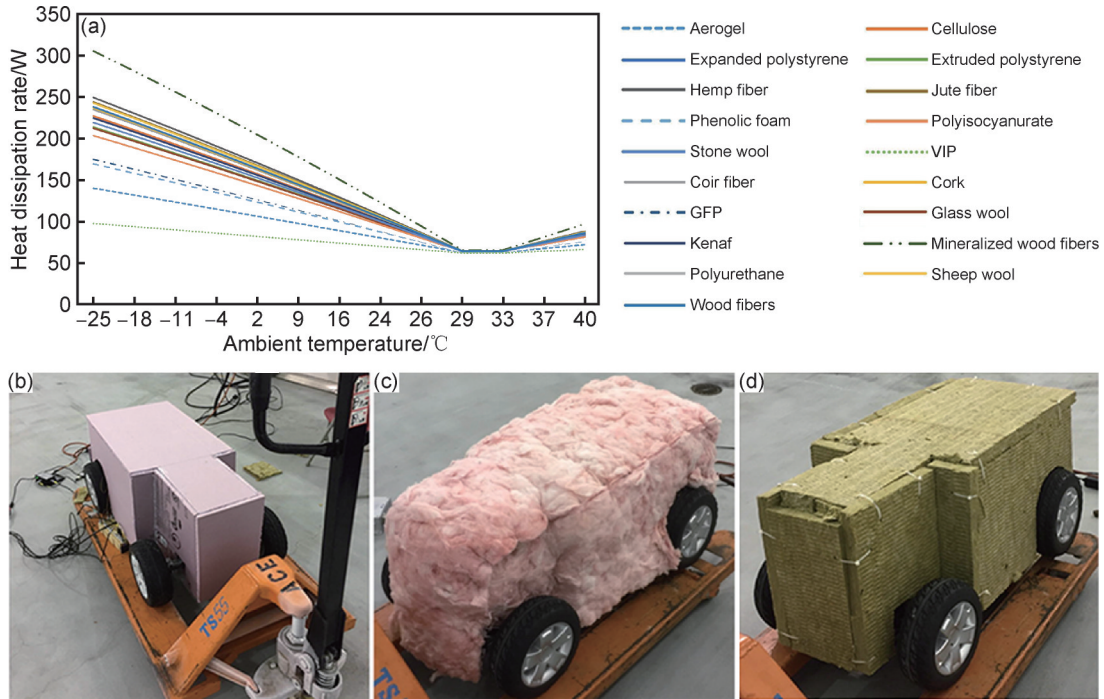 (a)
Heat dissipation rate/W
350
300
250
200
150
100
50
0
−25 −18 −11 −4 2 9 16 24 26 29 33 37 40
Ambient temperature/℃
Aerogel
Expanded polystyrene
Hemp fiber
Phenolic foam
Stone wool
Coir fiber
GFP
Kenaf
Polyurethane
Wood fibers
Cellulose
Extruded polystyrene
Jute fiber
Polyisocyanurate
VIP
Cork
Glass wool
Mineralized wood fibers
Sheep wool
(b)
ACE
TS55
(c)
(d)